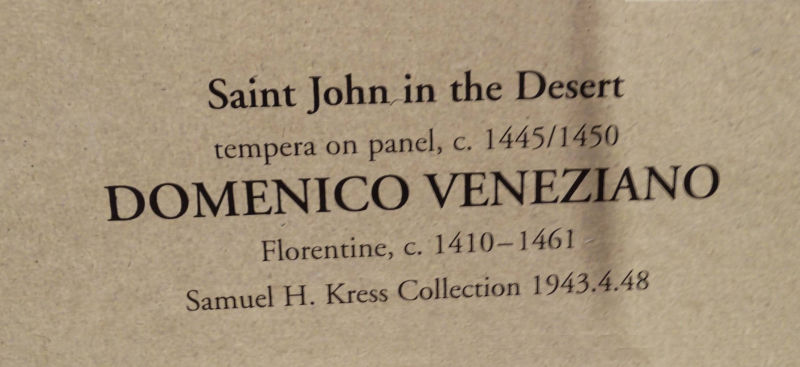 Saint John in the Desert
tempera on panel, c. 1445/1450
DOMENICO VENEZIANO
Florentine, c. 1410–1461
Samuel H. Kress Collection 1943.4.48